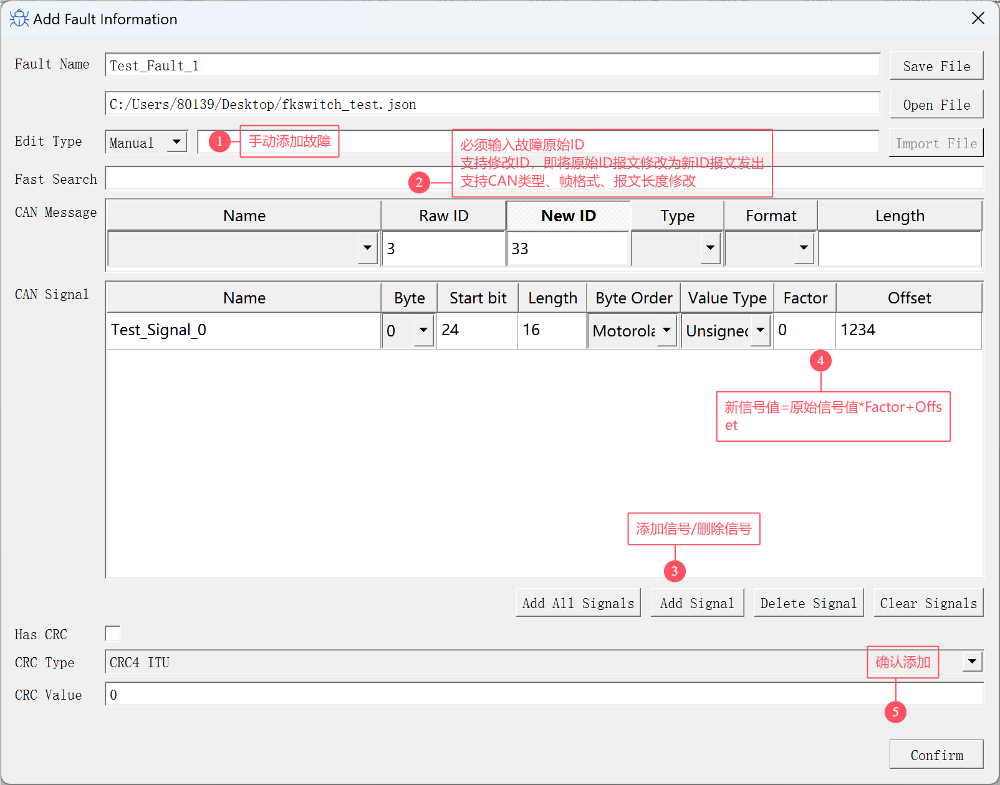 Add Fault Information
Fault Name
Test_Fault_1
Save File
C:/Users/80139/Desktop/fkswitch_test.json
Open File
Edit Type
Manual
1
手动添加故障
Import File
必须输入故障原始ID
支持修改ID，即将原始ID报文修改为新ID报文发出
支持CAN类型、帧格式、报文长度修改
Fast Search
2
CAN Message
Name Raw ID New ID Type Format Length
3 33
CAN Signal
Name Byte Start bit Length Byte Order Value Type Factor Offset
Test_Signal_0 0 24 16 Motorola Unsigned 0 1234
4
新信号值=原始信号值*Factor+Offs
et
添加信号/删除信号
3
Add All Signals Add Signal Delete Signal Clear Signals
Has CRC
CRC Type
CRC4 ITU
确认添加
CRC Value
0
5
Confirm